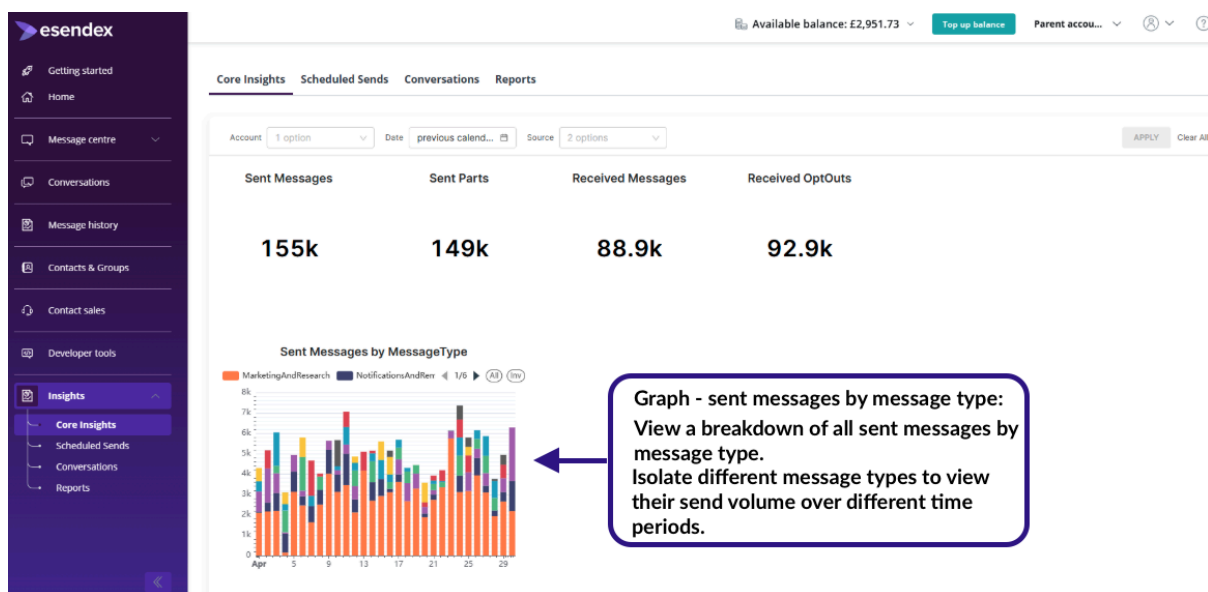 esendex
Available balance: £2,951.73
Top up balance
Parent accou...
Getting started
Home
Message centre
Conversations
Message history
Contacts & Groups
Contact sales
Developer tools
Insights
Core Insights
Scheduled Sends
Conversations
Reports
Core Insights Scheduled Sends Conversations Reports
Account 1 option Date previous calend... Source 2 options APPLY Clear All
Sent Messages Sent Parts Received Messages Received OptOuts
155k 149k 88.9k 92.9k
Sent Messages by MessageType
MarketingAndResearch NotificationsAndRem 1/6 All Inv
8k
7k
6k
5k
4k
3k
2k
1k
0
Apr 5 9 13 17 21 25 29
Graph - sent messages by message type:
View a breakdown of all sent messages by
message type.
Isolate different message types to view
their send volume over different time
periods.